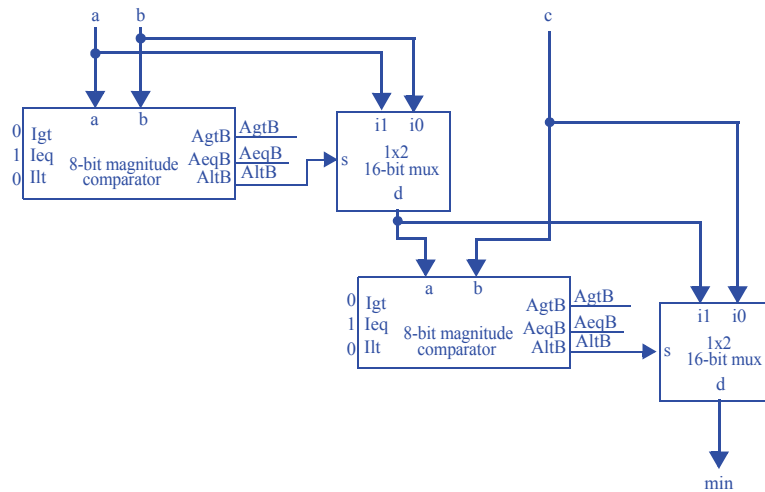 a b c
a b
0 Igt
1 Ieq
0 Ilt
8-bit magnitude
comparator
AgtB AgtB
AeqB AeqB
AltB AltB
i1 i0
s
1x2
16-bit mux
d
a b
0 Igt
1 Ieq
0 Ilt
8-bit magnitude
comparator
AgtB AgtB
AeqB AeqB
AltB AltB
i1 i0
s
1x2
16-bit mux
d
min